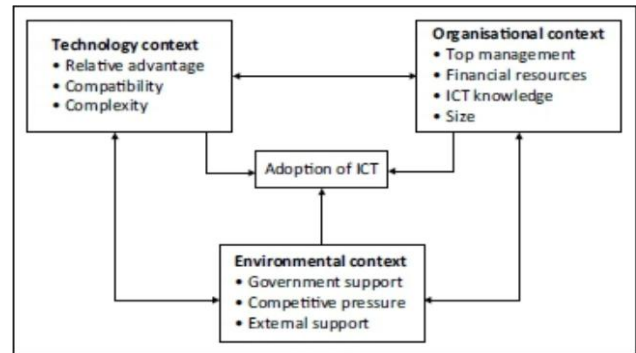 Technology context
• Relative advantage
• Compatibility
• Complexity
Organisational context
• Top management
• Financial resources
• ICT knowledge
• Size
Adoption of ICT
Environmental context
• Government support
• Competitive pressure
• External support